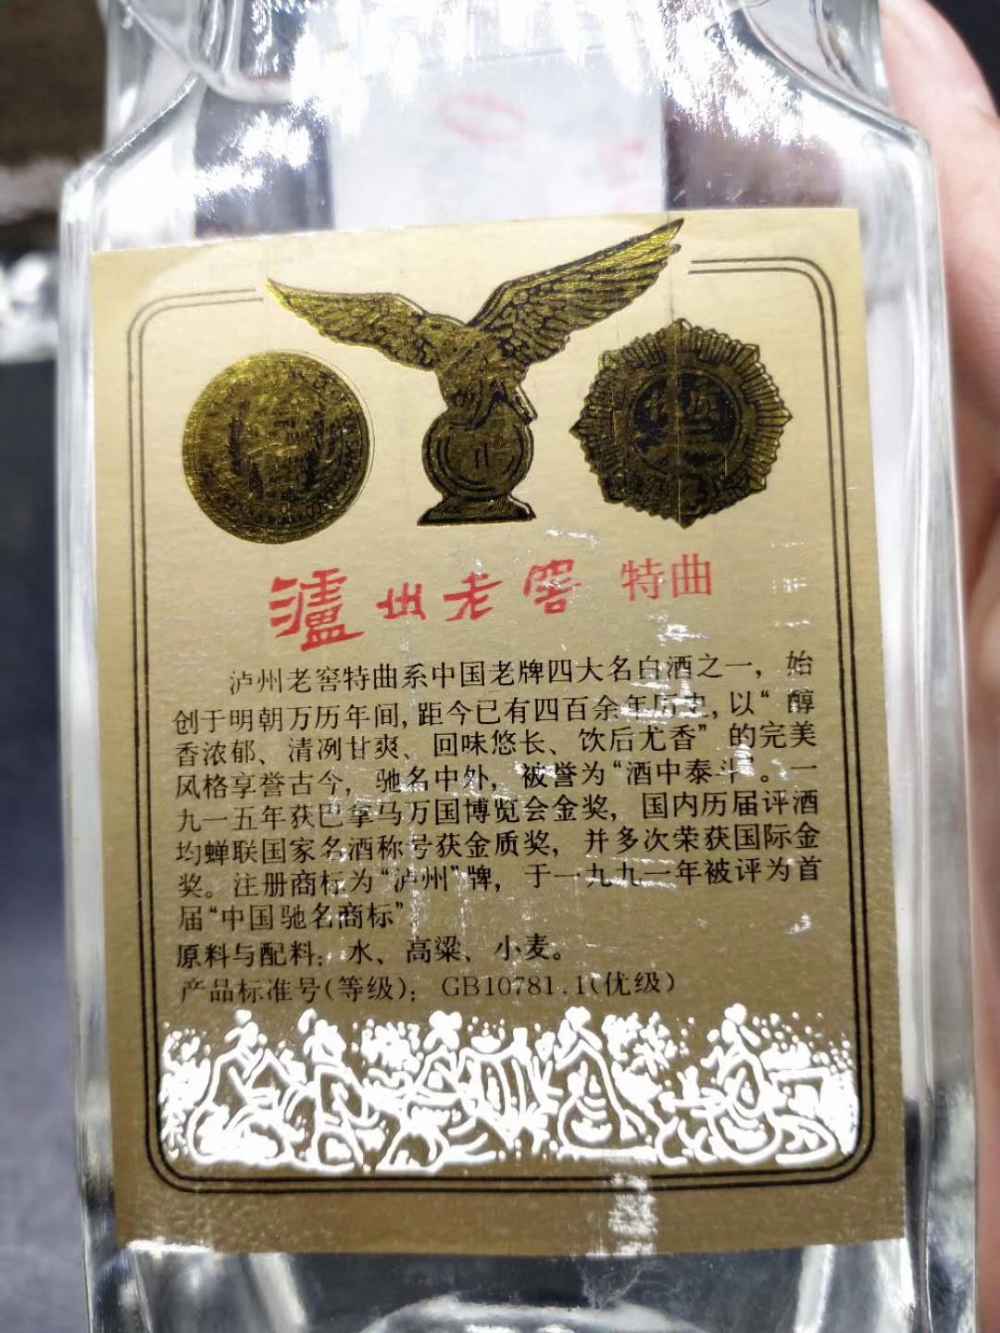 泸州老窖 特曲
泸州老窖特曲系中国老牌四大名白酒之一，始
创于明朝万历年间,距今已有四百余年历史,以“醇
香浓郁、清冽甘爽、回味悠长、饮后尤香”的完美
风格享誉古今，驰名中外，被誉为“酒中泰斗”。一
九一五年获巴拿马万国博览会金奖，国内历届评酒
均蝉联国家名酒称号获金质奖，并多次荣获国际金
奖。注册商标为“泸州”牌，于一九九一年被评为首
届“中国驰名商标”
原料与配料：水、高粱、小麦。
产品标准号(等级)：GB10781.1(优级)